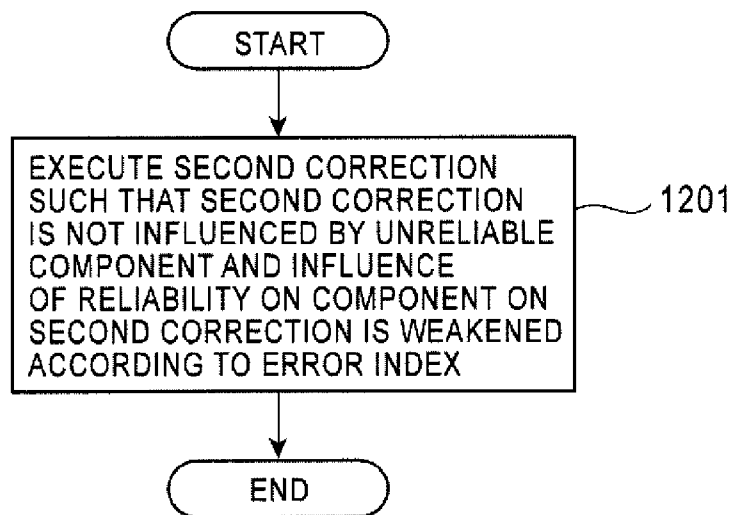 START
EXECUTE SECOND CORRECTION
SUCH THAT SECOND CORRECTION
IS NOT INFLUENCED BY UNRELIABLE
COMPONENT AND INFLUENCE
OF RELIABILITY ON COMPONENT ON
SECOND CORRECTION IS WEAKENED
ACCORDING TO ERROR INDEX
1201
END